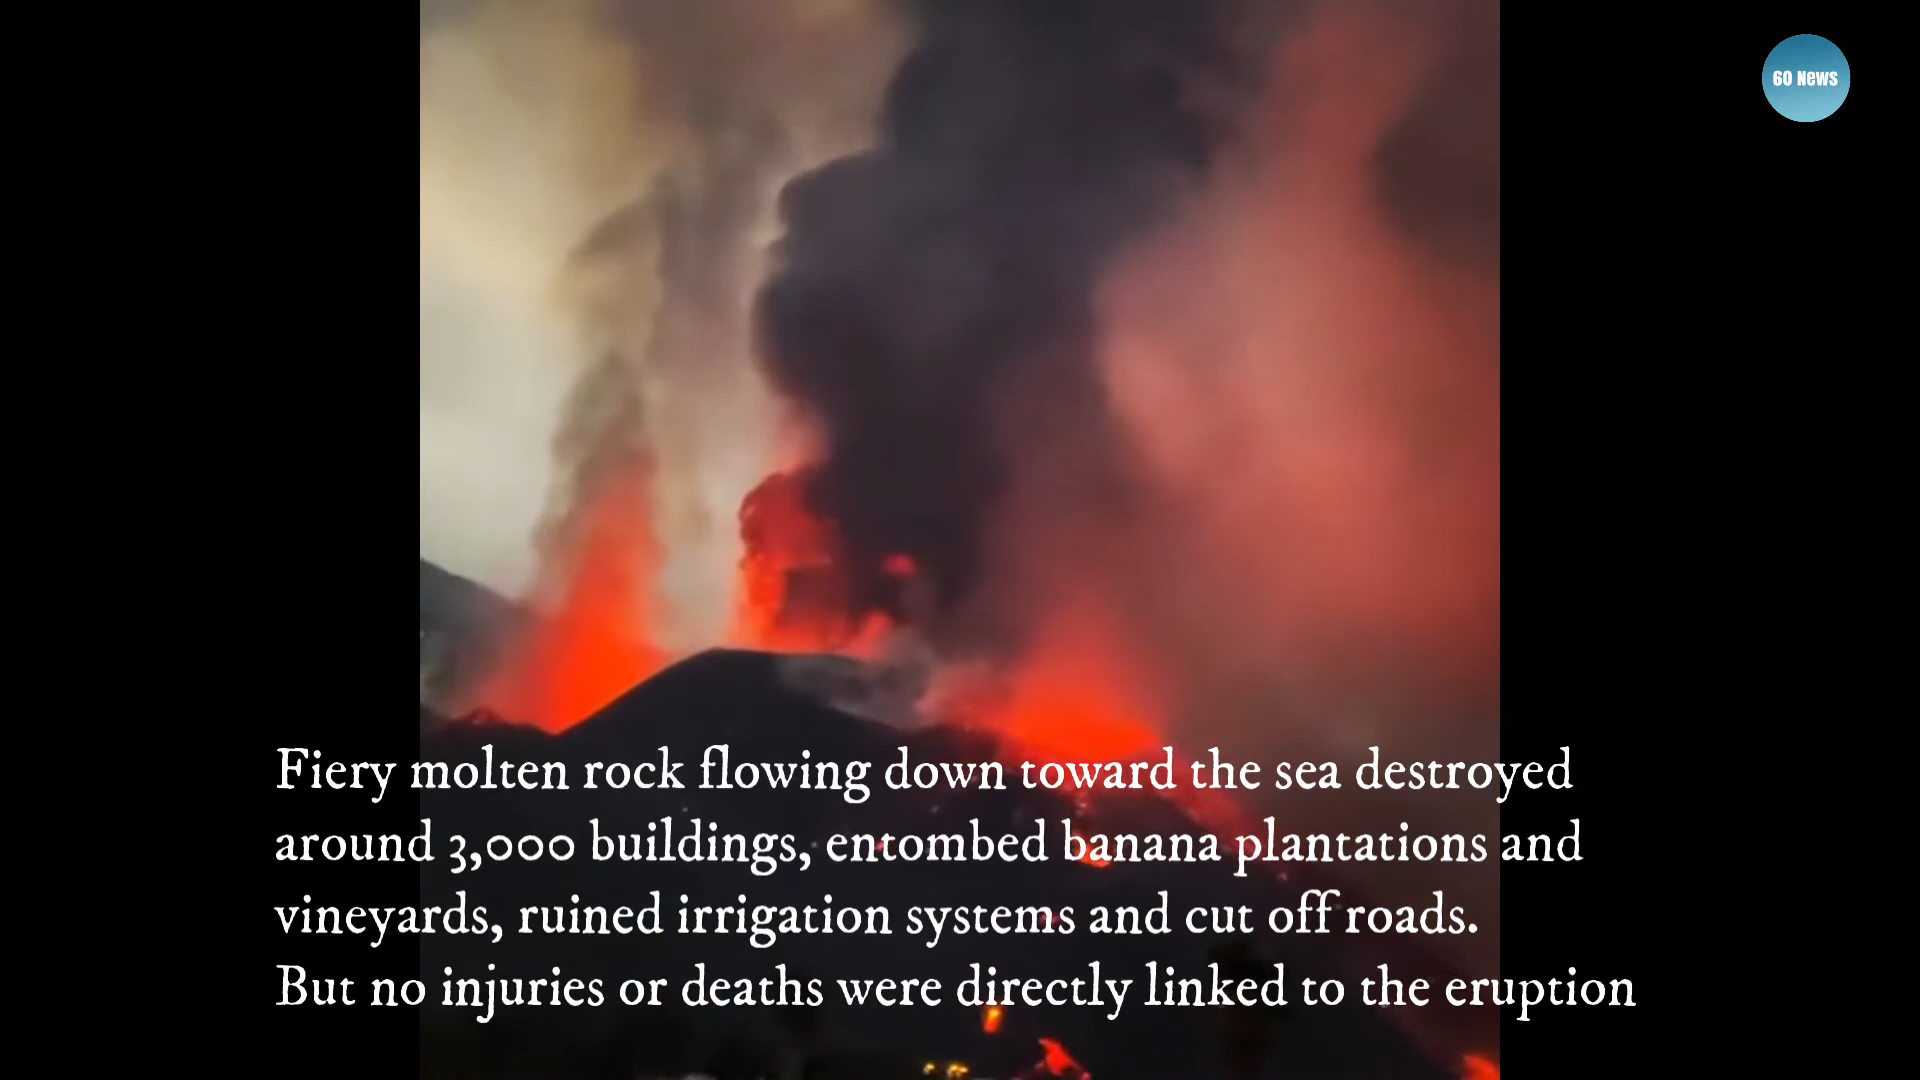 60 News
Fiery molten rock flowing down toward the sea destroyed
around 3,000 buildings, entombed banana plantations and
vineyards, ruined irrigation systems and cut off roads.
But no injuries or deaths were directly linked to the eruption